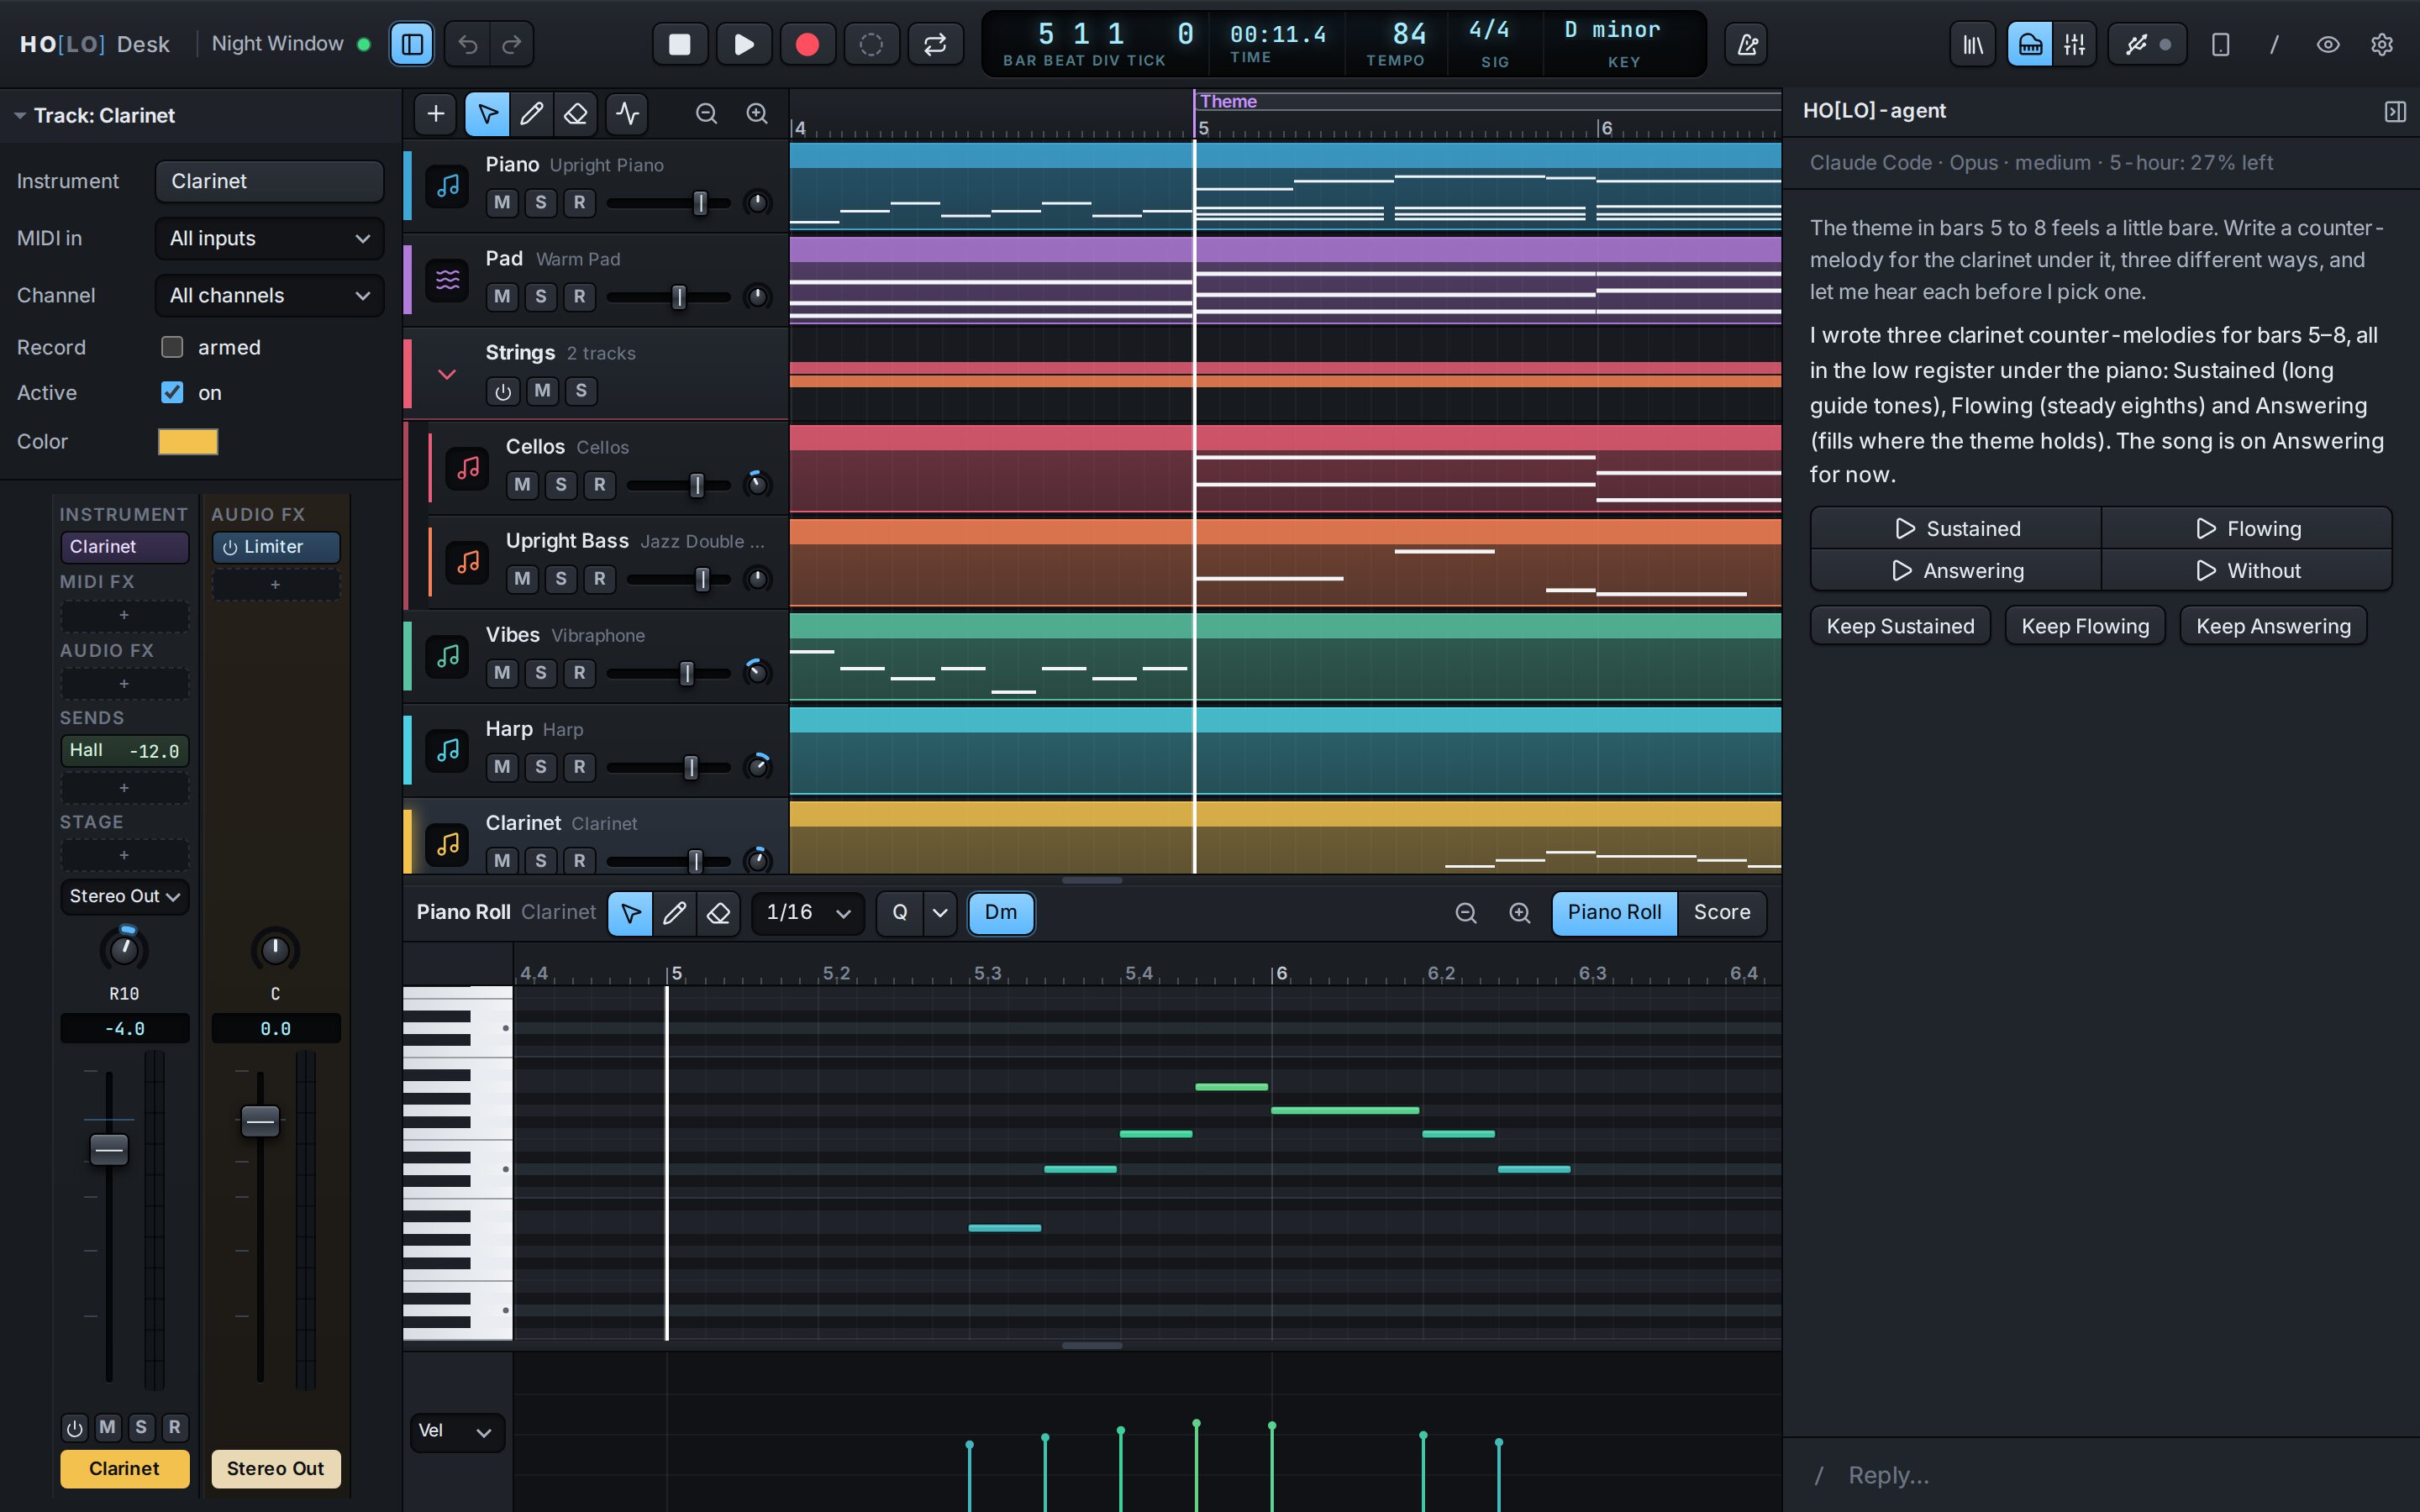 HO[LO] Desk
Night Window
5 1 1 0
BAR BEAT DIV TICK
00:11.4
TIME
84
TEMPO
4/4
SIG
D minor
KEY
Track: Clarinet
Instrument
Clarinet
MIDI in
All inputs
Channel
All channels
Record
armed
Active
on
Color
INSTRUMENT
Clarinet
MIDI FX
+
AUDIO FX
+
SENDS
Hall -12.0
+
STAGE
+
Stereo Out
R10
-4.0
M S R
Clarinet
AUDIO FX
Limiter
+
C
0.0
Stereo Out
Piano Upright Piano
M S R
Pad Warm Pad
M S R
Strings 2 tracks
M S
Cellos Cellos
M S R
Upright Bass Jazz Double ...
M S R
Vibes Vibraphone
M S R
Harp Harp
M S R
Clarinet Clarinet
M S R
Theme
4 5 6
Piano Roll Clarinet
1/16
Q
Dm
Piano Roll
Score
4.4 5 5.2 5.3 5.4 6 6.2 6.3 6.4
Vel
HO[LO]-agent
Claude Code · Opus · medium · 5-hour: 27% left
The theme in bars 5 to 8 feels a little bare. Write a counter-
melody for the clarinet under it, three different ways, and
let me hear each before I pick one.
I wrote three clarinet counter-melodies for bars 5–8, all
in the low register under the piano: Sustained (long
guide tones), Flowing (steady eighths) and Answering
(fills where the theme holds). The song is on Answering
for now.
Sustained
Flowing
Answering
Without
Keep Sustained
Keep Flowing
Keep Answering
/ Reply...